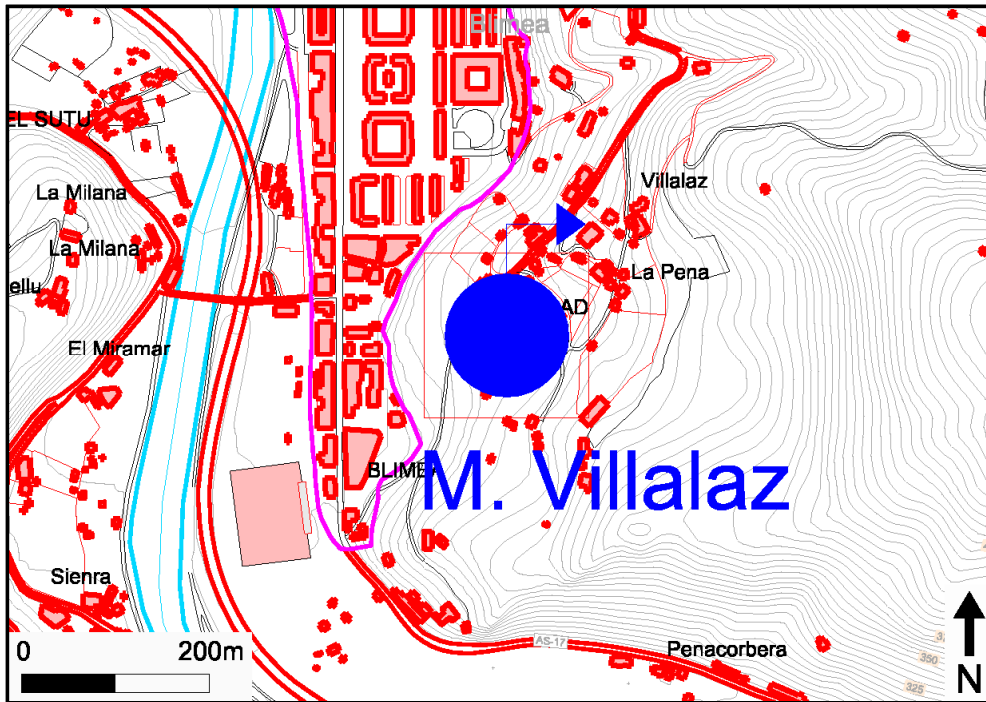 Blimea
EL SUTU
La Milana
Villalaz
La Milana
La Pena
ellu
AD
El Miramar
BLIME
M. Villalaz
Sienra
AS-17
Penacorbera
0 200m
350
325
N